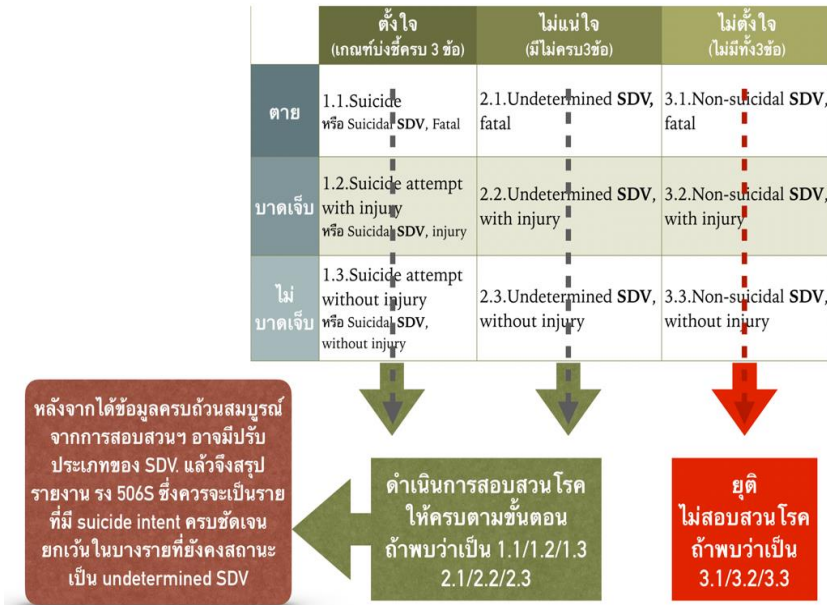 ตั้งใจ
(เกณฑ์บ่งชี้ครบ 3 ข้อ)
ไม่แน่ใจ
(มีไม่ครบ3ข้อ)
ไม่ตั้งใจ
(ไม่มีทั้ง3ข้อ)
ตาย
1.1.Suicide
หรือ Suicidal SDV, Fatal
2.1.Undetermined SDV,
fatal
3.1.Non-suicidal SDV,
fatal
บาดเจ็บ
1.2.Suicide attempt
with injury
หรือ Suicidal SDV, injury
2.2.Undetermined SDV,
with injury
3.2.Non-suicidal SDV,
with injury
ไม่
บาดเจ็บ
1.3.Suicide attempt
without injury
หรือ Suicidal SDV,
without injury
2.3.Undetermined SDV,
without injury
3.3.Non-suicidal SDV,
without injury
หลังจากได้ข้อมูลครบถ้วนสมบูรณ์
จากการสอบสวนฯ อาจมีปรับ
ประเภทของ SDV. แล้วจึงสรุป
รายงาน รง 506S ซึ่งควรจะเป็นราย
ที่มี suicide intent ครบชัดเจน
ยกเว้นในบางรายที่ยังคงสถานะ
เป็น undetermined SDV
ดำเนินการสอบสวนโรค
ให้ครบตามขั้นตอน
ถ้าพบว่าเป็น 1.1/1.2/1.3
2.1/2.2/2.3
ยุติ
ไม่สอบสวนโรค
ถ้าพบว่าเป็น
3.1/3.2/3.3